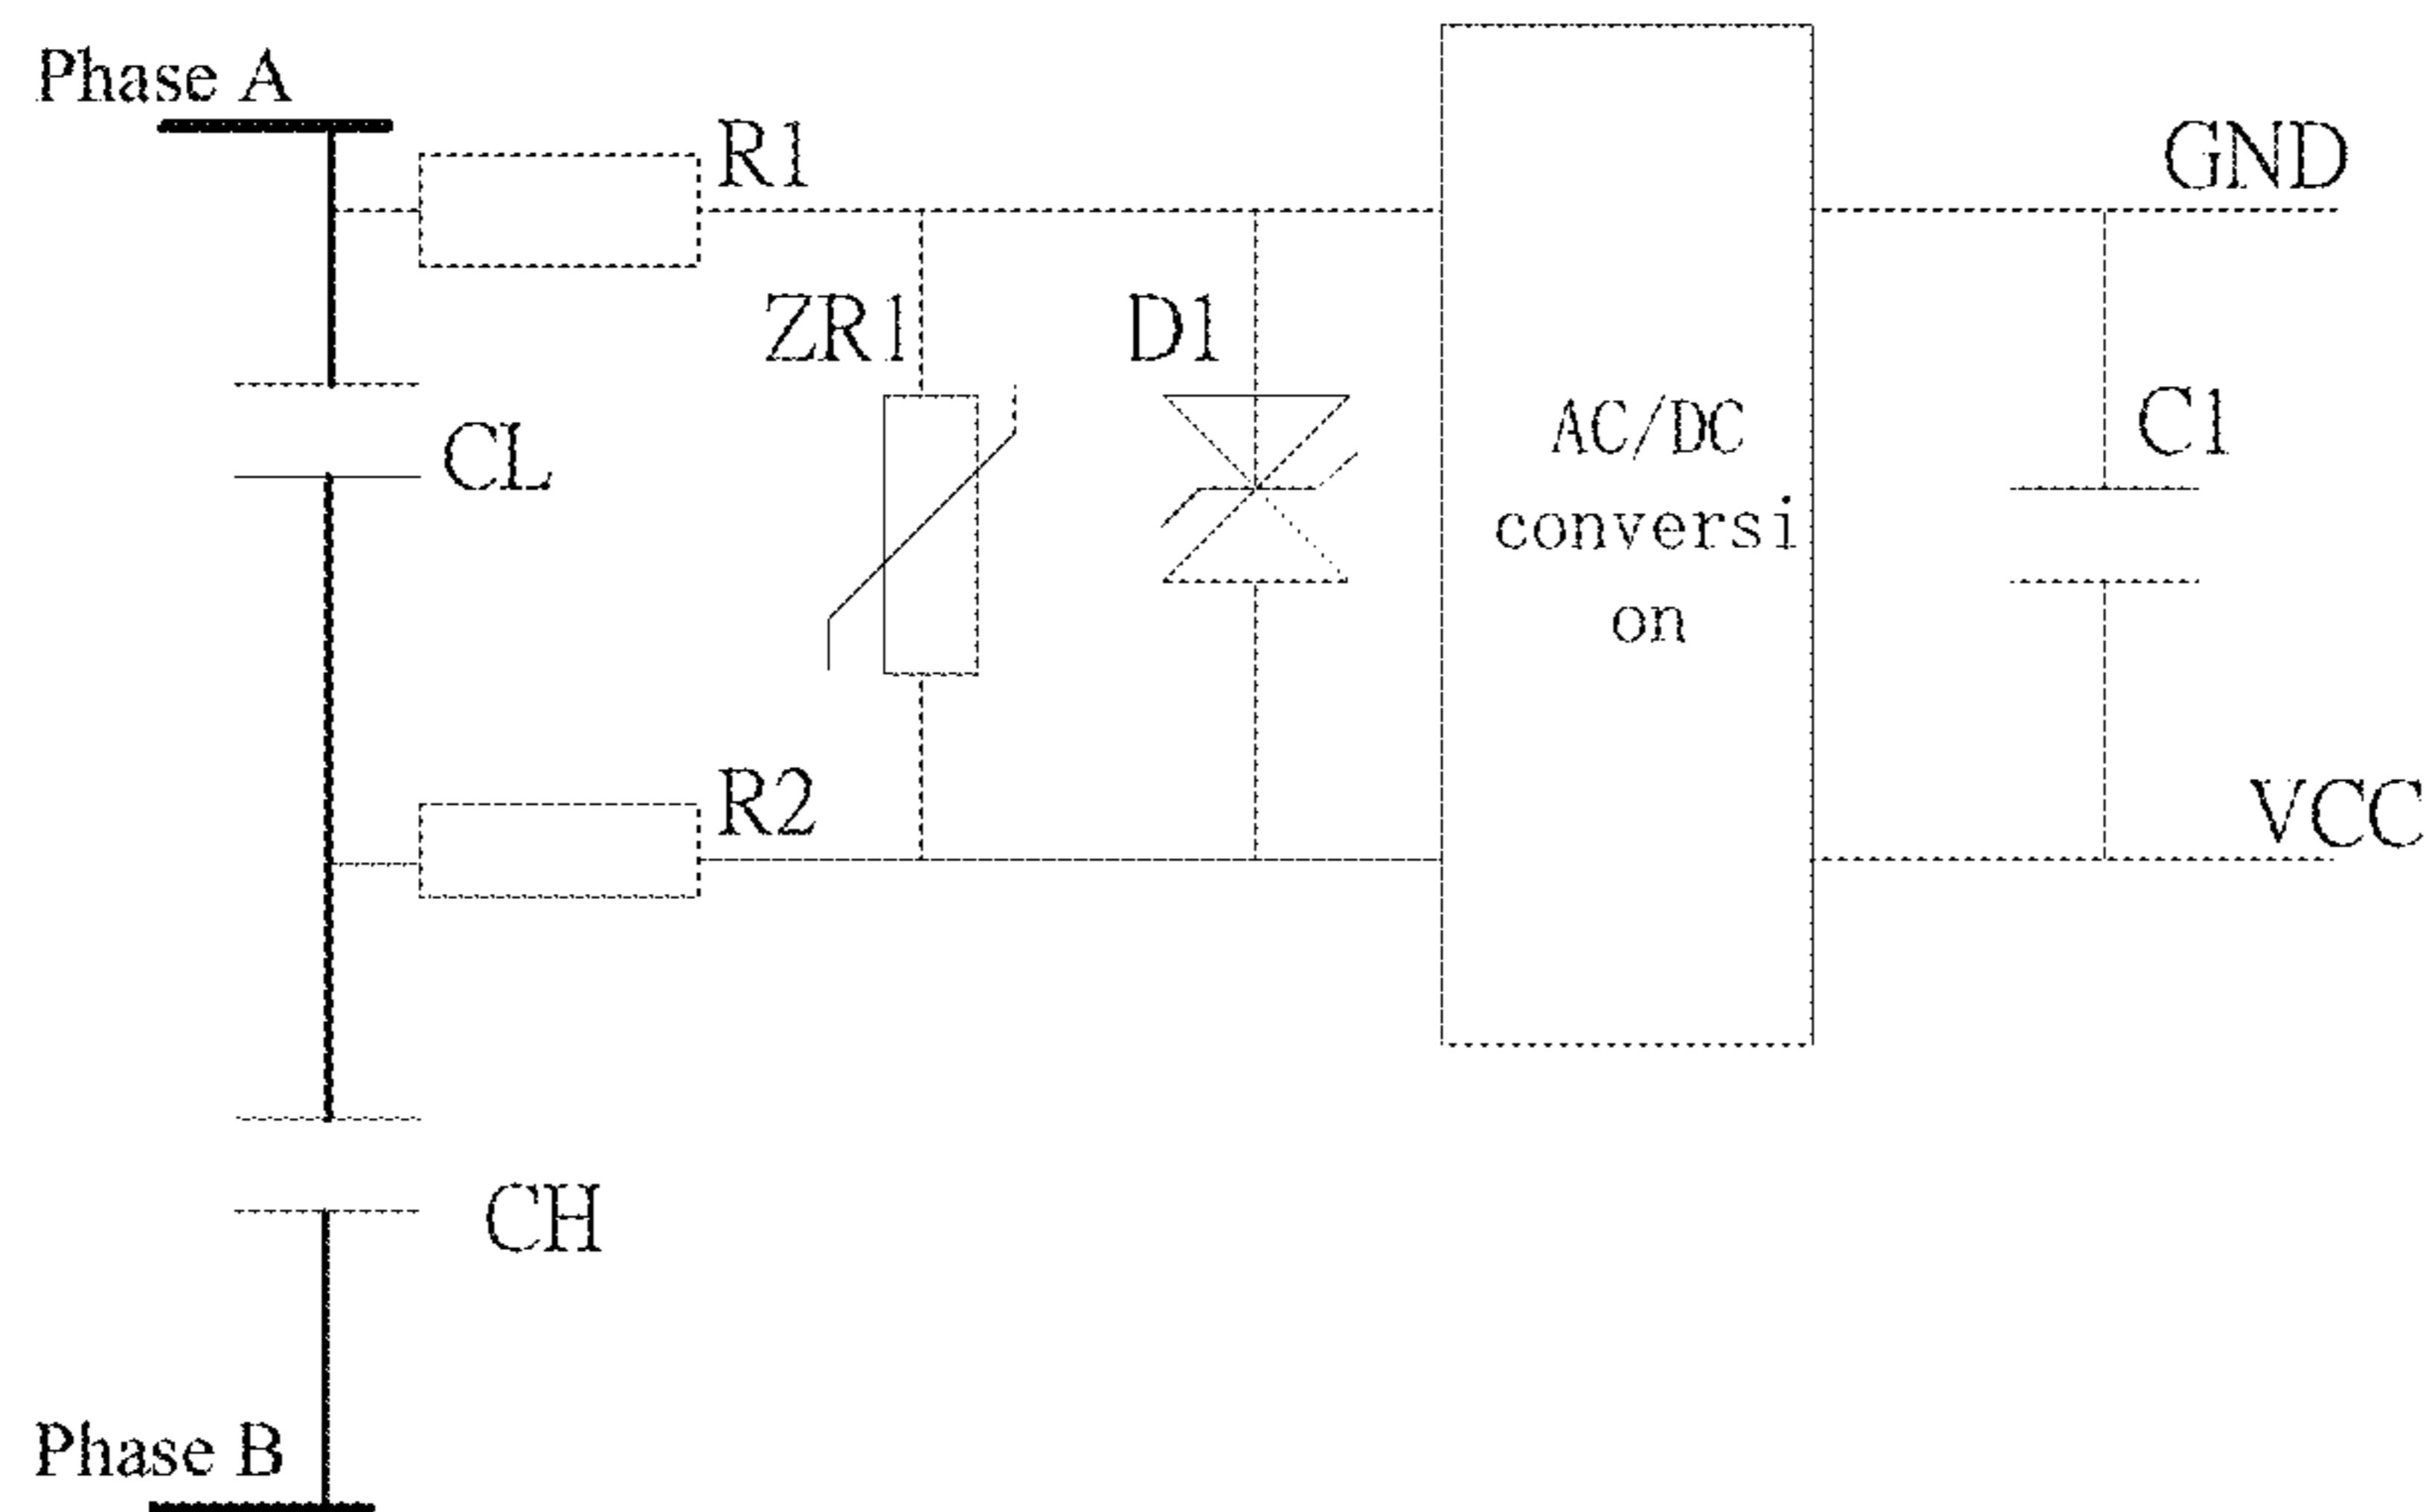 Phase A
R1
GND
ZR1
D1
AC/DC
conversi
on
C1
CL
R2
VCC
CH
Phase B